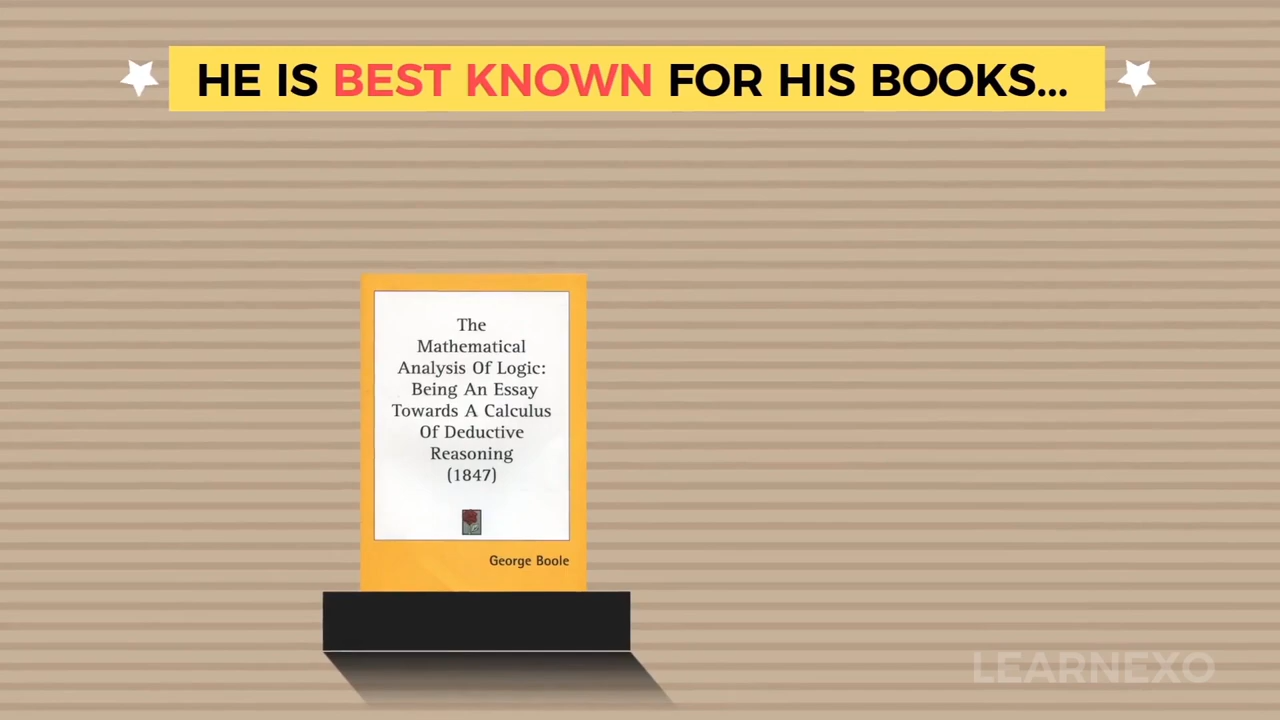 HE IS BEST KNOWN FOR HIS BOOKS...
The
Mathematical
Analysis Of Logic:
Being An Essay
Towards A Calculus
Of Deductive
Reasoning
(1847)
George Boole
LEARNEXO